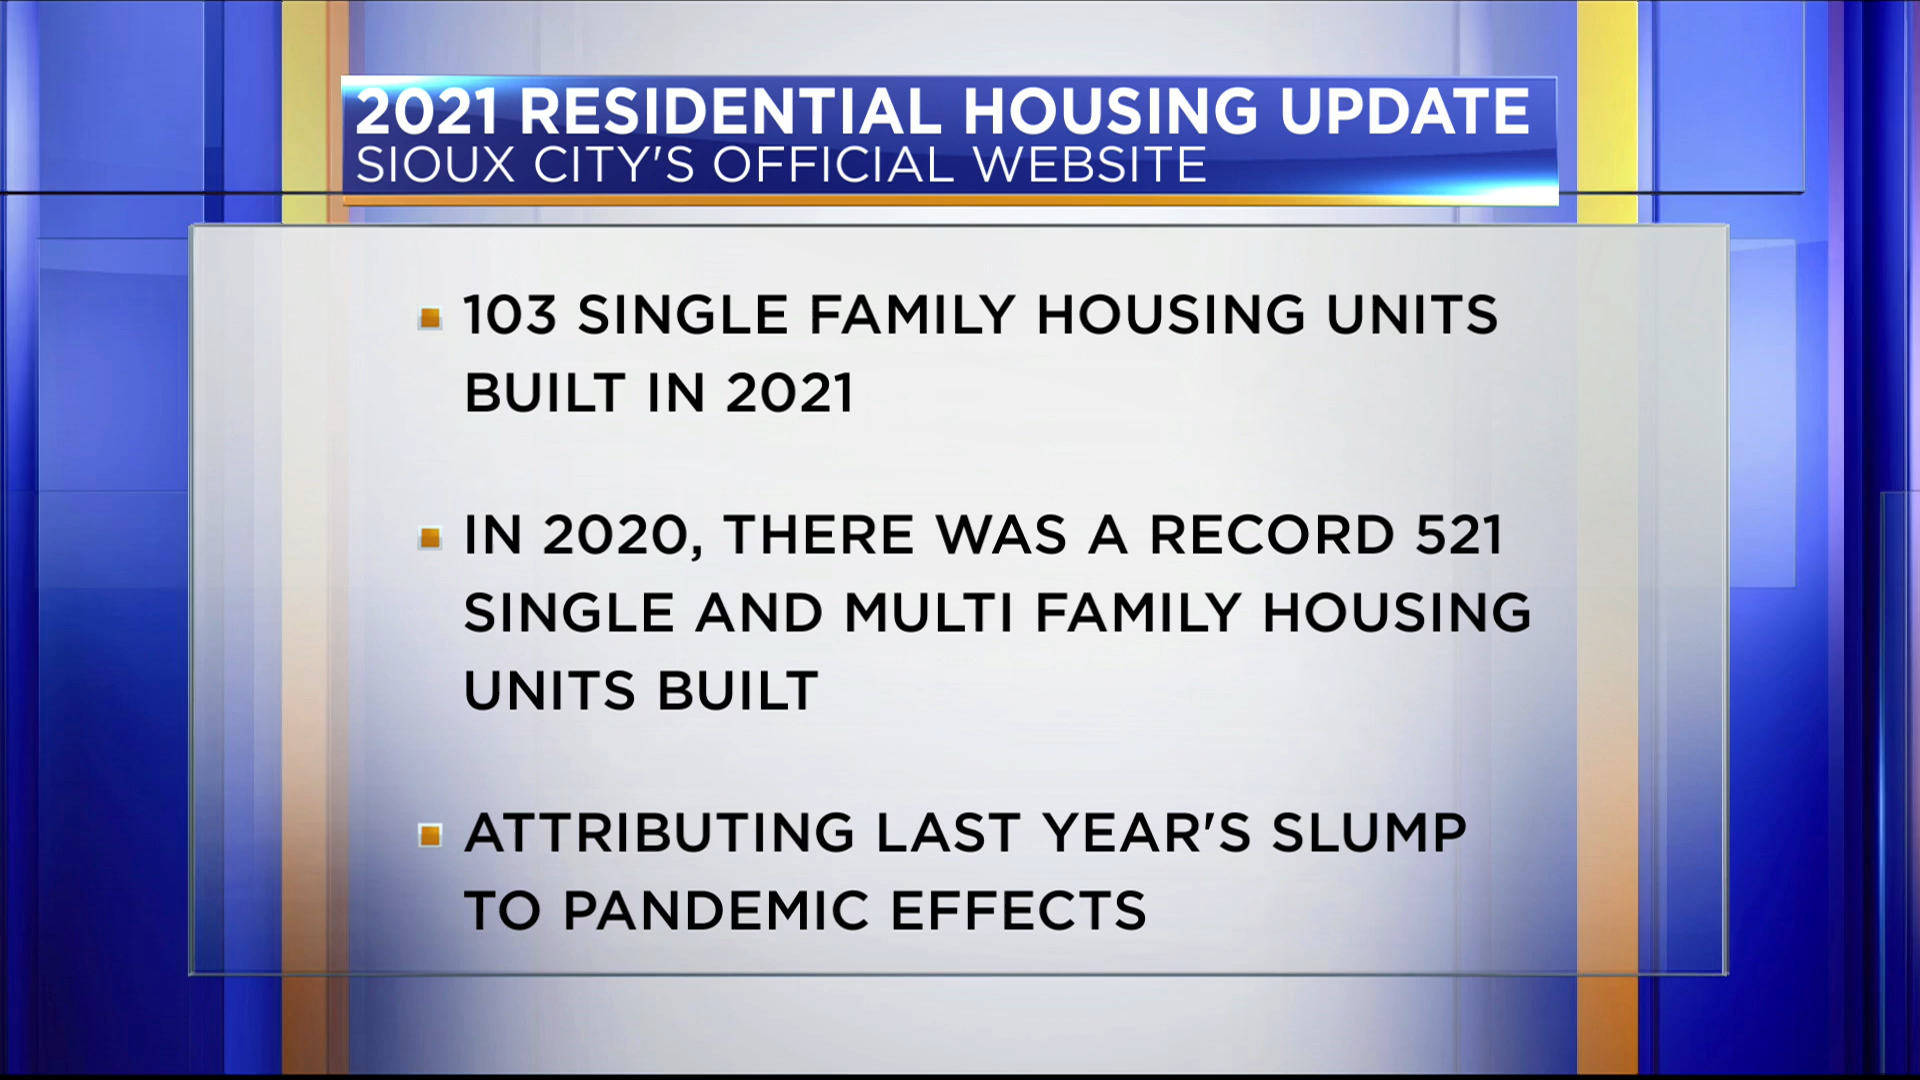 2021 RESIDENTIAL HOUSING UPDATE
SIOUX CITY'S OFFICIAL WEBSITE
103 SINGLE FAMILY HOUSING UNITS
BUILT IN 2021
IN 2020, THERE WAS A RECORD 521
SINGLE AND MULTI FAMILY HOUSING
UNITS BUILT
ATTRIBUTING LAST YEAR'S SLUMP
TO PANDEMIC EFFECTS